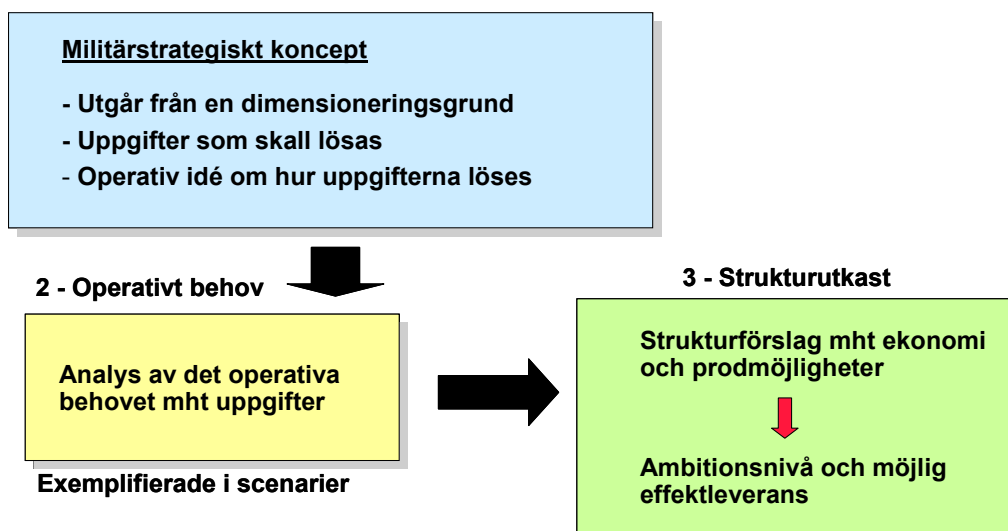 Militärstrategiskt koncept
- Utgår från en dimensioneringsgrund
- Uppgifter som skall lösas
- Operativ idé om hur uppgifterna löses
2 - Operativt behov
Analys av det operativa
behovet mht uppgifter
Exemplifierade i scenarier
3 - Strukturutkast
Strukturförslag mht ekonomi
och prodmöjligheter
Ambitionsnivå och möjlig
effektleverans